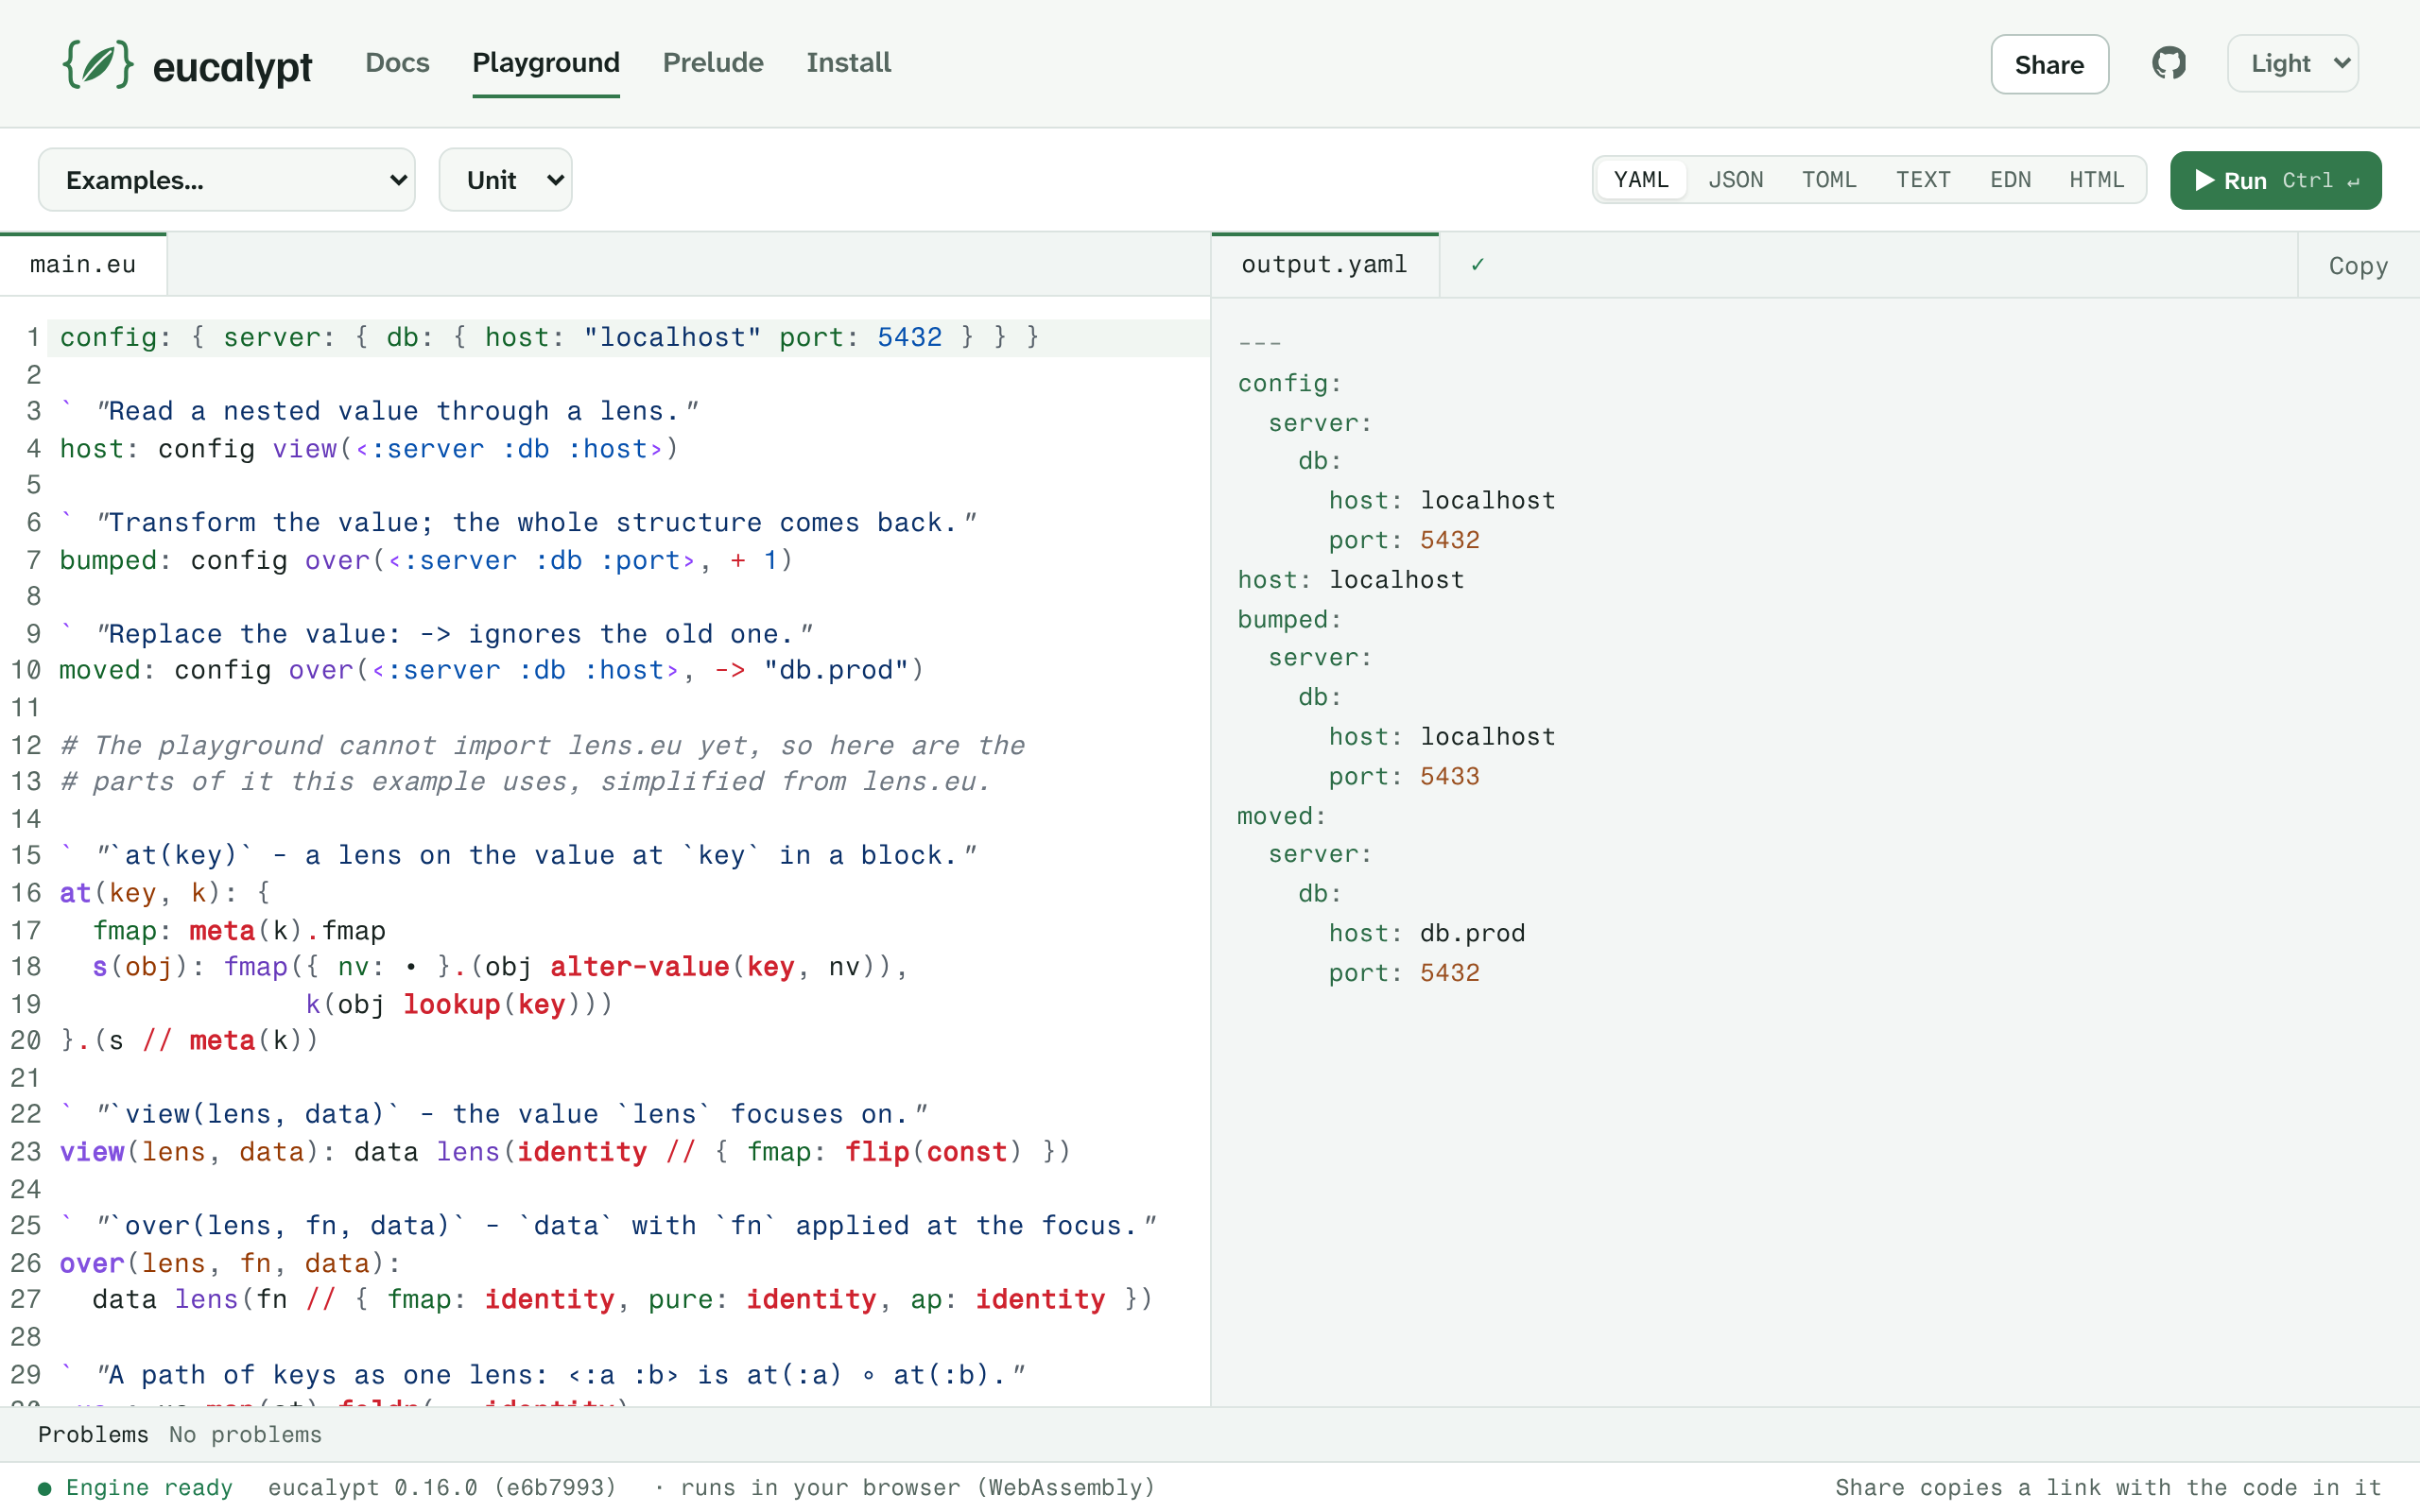 eucalypt Docs Playground Prelude Install Share Light
Examples... Unit YAML JSON TOML TEXT EDN HTML Run Ctrl ↵
main.eu
1 config: { server: { db: { host: "localhost" port: 5432 } } }
2
3 ` "Read a nested value through a lens."
4 host: config view(‹:server :db :host›)
5
6 ` "Transform the value; the whole structure comes back."
7 bumped: config over(‹:server :db :port›, + 1)
8
9 ` "Replace the value: -> ignores the old one."
10 moved: config over(‹:server :db :host›, -> "db.prod")
11
12 # The playground cannot import lens.eu yet, so here are the
13 # parts of it this example uses, simplified from lens.eu.
14
15 ` "`at(key)` - a lens on the value at `key` in a block."
16 at(key, k): {
17   fmap: meta(k).fmap
18   s(obj): fmap({ nv: • }.(obj alter-value(key, nv)),
19                k(obj lookup(key)))
20 }.(s // meta(k))
21
22 ` "`view(lens, data)` - the value `lens` focuses on."
23 view(lens, data): data lens(identity // { fmap: flip(const) })
24
25 ` "`over(lens, fn, data)` - `data` with `fn` applied at the focus."
26 over(lens, fn, data):
27   data lens(fn // { fmap: identity, pure: identity, ap: identity })
28
29 ` "A path of keys as one lens: ‹:a :b› is at(:a) ∘ at(:b)."
output.yaml ✓ Copy
---
config:
  server:
    db:
      host: localhost
      port: 5432
host: localhost
bumped:
  server:
    db:
      host: localhost
      port: 5433
moved:
  server:
    db:
      host: db.prod
      port: 5432
Problems No problems
Engine ready eucalypt 0.16.0 (e6b7993) · runs in your browser (WebAssembly) Share copies a link with the code in it